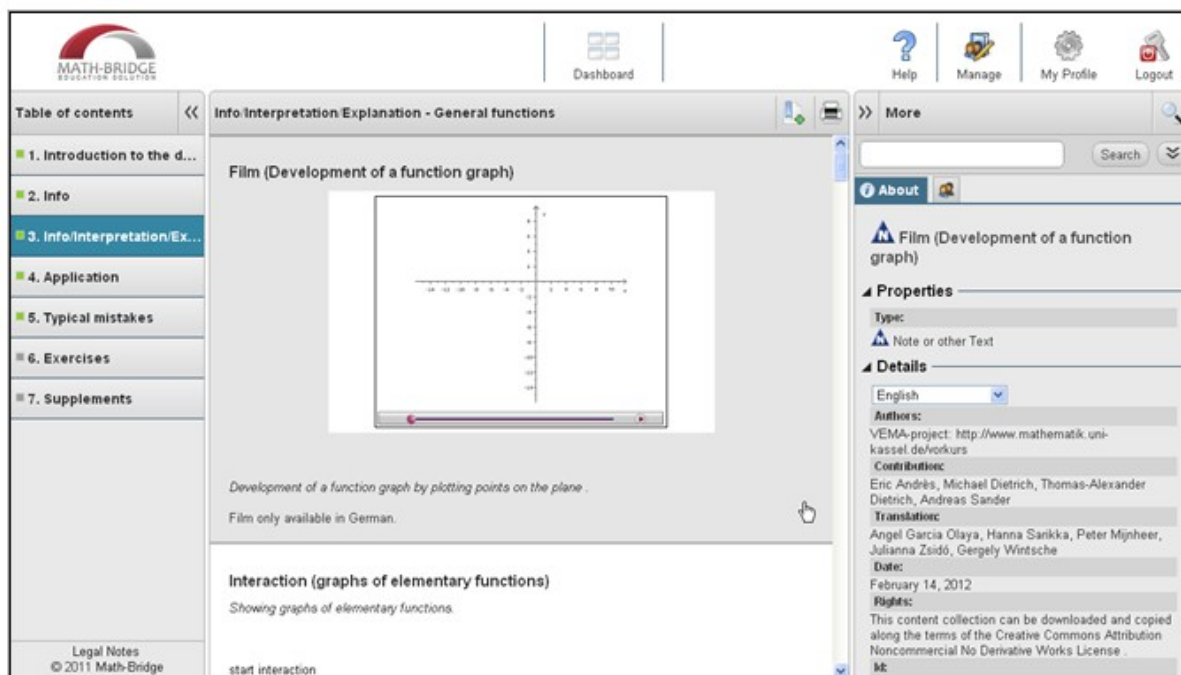 MATH-BRIDGE
EDUCATION SOLUTION
Dashboard
Help
Manage
My Profile
Logout
Table of contents
1. Introduction to the d...
2. Info
3. Info/Interpretation/Ex...
4. Application
5. Typical mistakes
6. Exercises
7. Supplements
Legal Notes
© 2011 Math-Bridge
Info/Interpretation/Explanation - General functions
Film (Development of a function graph)
Development of a function graph by plotting points on the plane .
Film only available in German.
Interaction (graphs of elementary functions)
Showing graphs of elementary functions.
start interaction
More
Search
About
N Film (Development of a function
graph)
Properties
Type:
N Note or other Text
Details
English
Authors:
VEMA-project: http://www.mathematik.uni-
kassel.de/vorkurs
Contribution:
Eric Andrès, Michael Dietrich, Thomas-Alexander
Dietrich, Andreas Sander
Translation:
Angel Garcia Olaya, Hanna Sarikka, Peter Mijnheer,
Julianna Zsidó, Gergely Wintsche
Date:
February 14, 2012
Rights:
This content collection can be downloaded and copied
along the terms of the Creative Commons Attribution
Noncommercial No Derivative Works License .
Id: